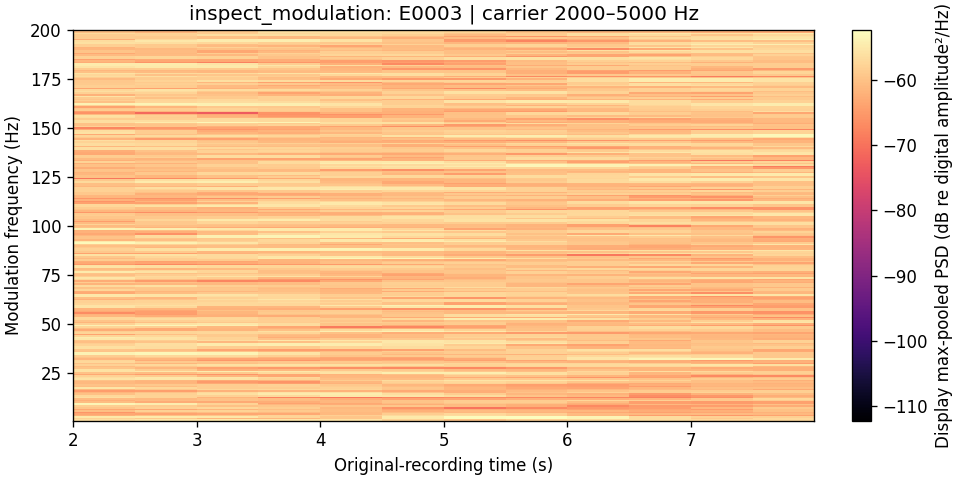 inspect_modulation: E0003 | carrier 2000–5000 Hz
200
175
150
125
100
75
50
25
Modulation frequency (Hz)
2 3 4 5 6 7
Original-recording time (s)
−60
−70
−80
−90
−100
−110
Display max-pooled PSD (dB re digital amplitude²/Hz)